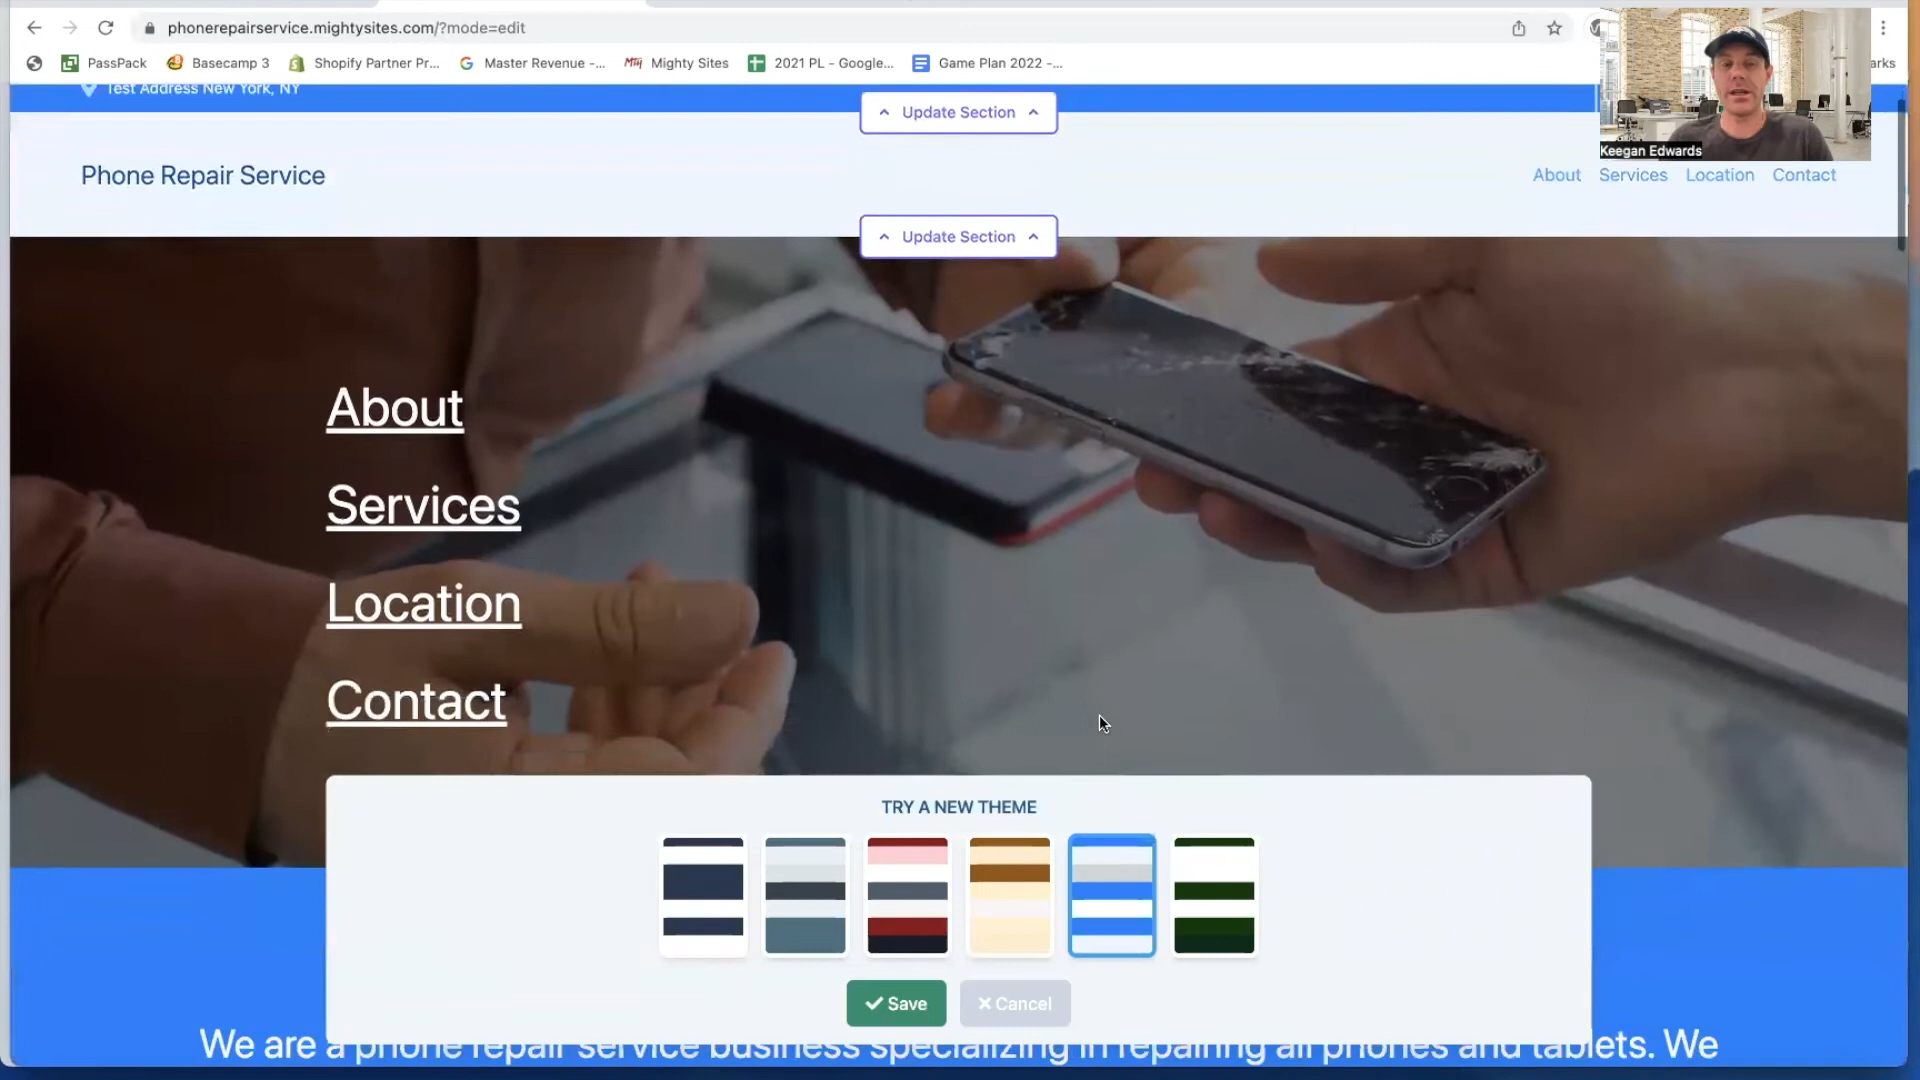 phonerepairservice.mightysites.com/?mode=edit
PassPack Basecamp 3 Shopify Partner Pr... Master Revenue -... Mighty Sites 2021 PL - Google... Game Plan 2022 -... arks
Test Address New York, NY
Update Section
Keegan Edwards
Phone Repair Service
About Services Location Contact
Update Section
About
Services
Location
Contact
TRY A NEW THEME
Save Cancel
We are a phone repair service business specializing in repairing all phones and tablets. We